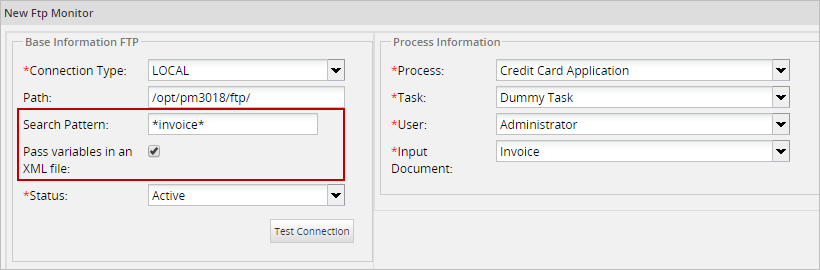 New Ftp Monitor
Base Information FTP
*Connection Type: LOCAL
Path: /opt/pm3018/ftp/
Search Pattern: *invoice*
Pass variables in an
XML file:
*Status: Active
Test Connection
Process Information
*Process: Credit Card Application
*Task: Dummy Task
*User: Administrator
*Input Invoice
Document: